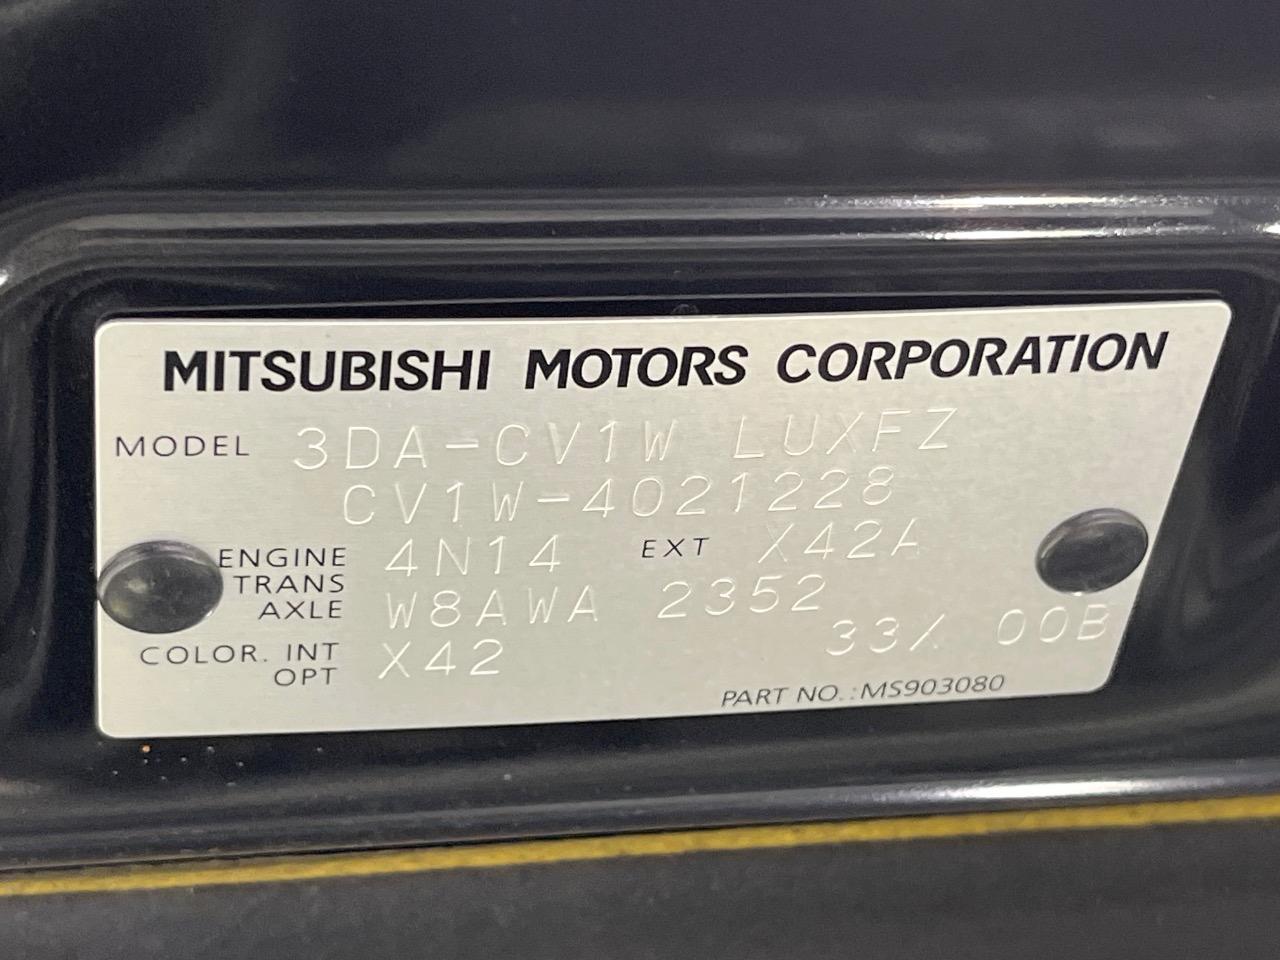 MITSUBISHI MOTORS CORPORATION
MODEL 3DA-CV1W LUXFZ
CV1W-4021228
ENGINE 4N14 EXT X42A
TRANS
AXLE W8AWA 2352
COLOR. INT X42 33X 00B
OPT
PART NO.:MS903080